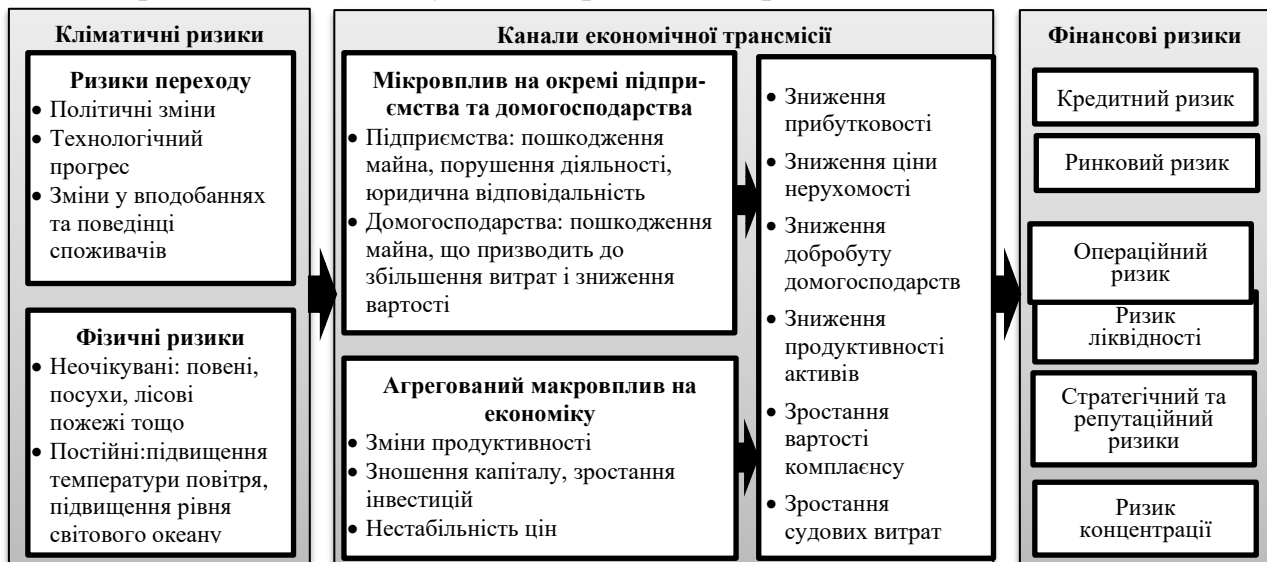 Кліматичні ризики
Ризики переходу
• Політичні зміни
• Технологічний
прогрес
• Зміни у вподобаннях
та поведінці
споживачів
Фізичні ризики
• Неочікувані: повені,
посухи, лісові
пожежі тощо
• Постійні:підвищення
температури повітря,
підвищення рівня
світового океану
Канали економічної трансмісії
Мікровплив на окремі підпри-
ємства та домогосподарства
• Підприємства: пошкодження
майна, порушення діяльності,
юридична відповідальність
• Домогосподарства: пошкодження
майна, що призводить до
збільшення витрат і зниження
вартості
Агрегований макровплив на
економіку
• Зміни продуктивності
• Зношення капіталу, зростання
інвестицій
• Нестабільність цін
• Зниження
прибутковості
• Зниження ціни
нерухомості
• Зниження
добробуту
домогосподарств
• Зниження
продуктивності
активів
• Зростання
вартості
комплаєнсу
• Зростання
судових витрат
Фінансові ризики
Кредитний ризик
Ринковий ризик
Операційний
ризик
Ризик
ліквідності
Стратегічний та
репутаційний
ризики
Ризик
концентрації